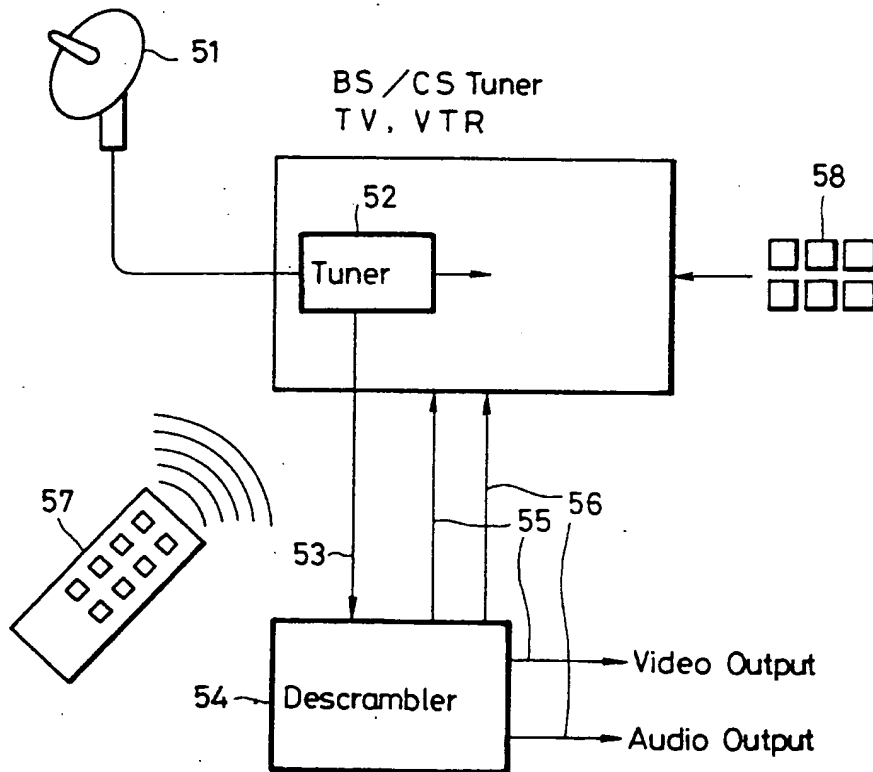 51
BS/CS Tuner
TV, VTR
52
58
Tuner
57
53
55
56
54
Descrambler
Video Output
Audio Output